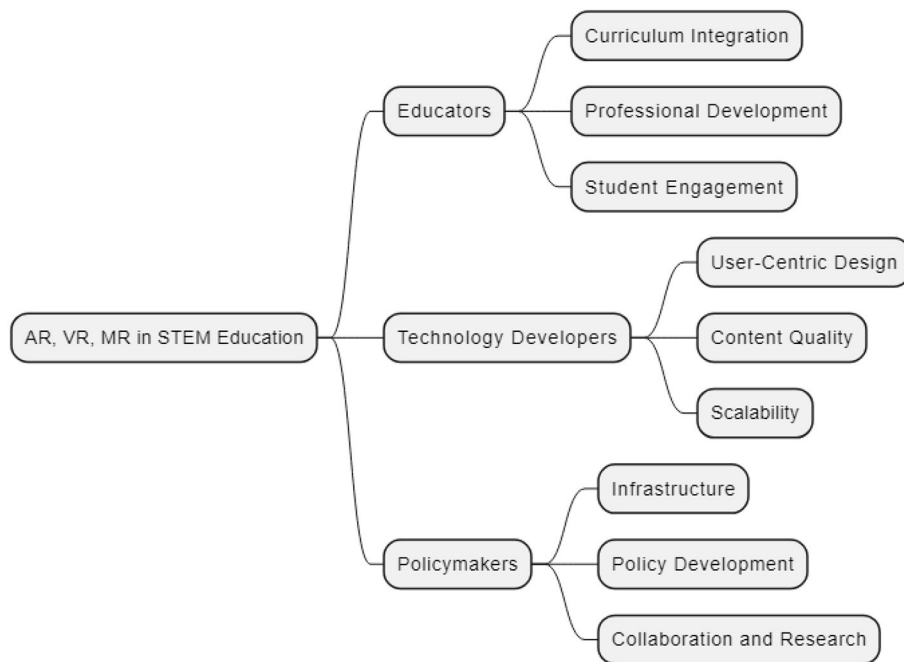 AR, VR, MR in STEM Education
Educators
Curriculum Integration
Professional Development
Student Engagement
Technology Developers
User-Centric Design
Content Quality
Scalability
Policymakers
Infrastructure
Policy Development
Collaboration and Research